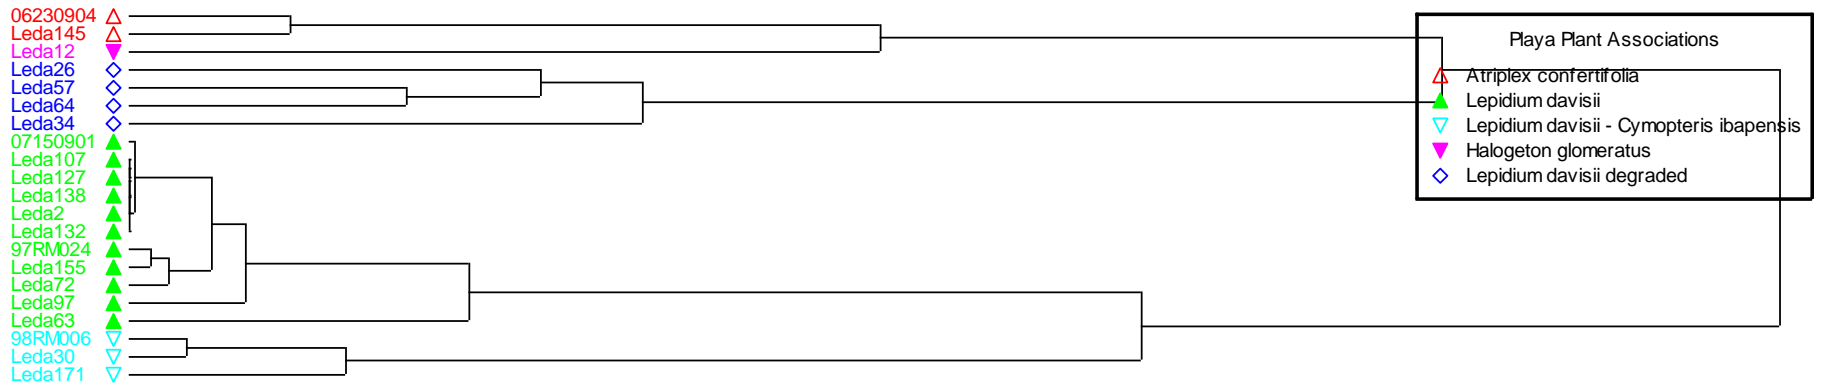 06230904
Leda145
Leda12
Leda26
Leda57
Leda64
Leda34
07150901
Leda107
Leda127
Leda138
Leda2
Leda132
97RM024
Leda155
Leda72
Leda97
Leda63
98RM006
Leda30
Leda171
Playa Plant Associations
Atriplex confertifolia
Lepidium davisii
Lepidium davisii - Cymopteris ibapensis
Halogeton glomeratus
Lepidium davisii degraded